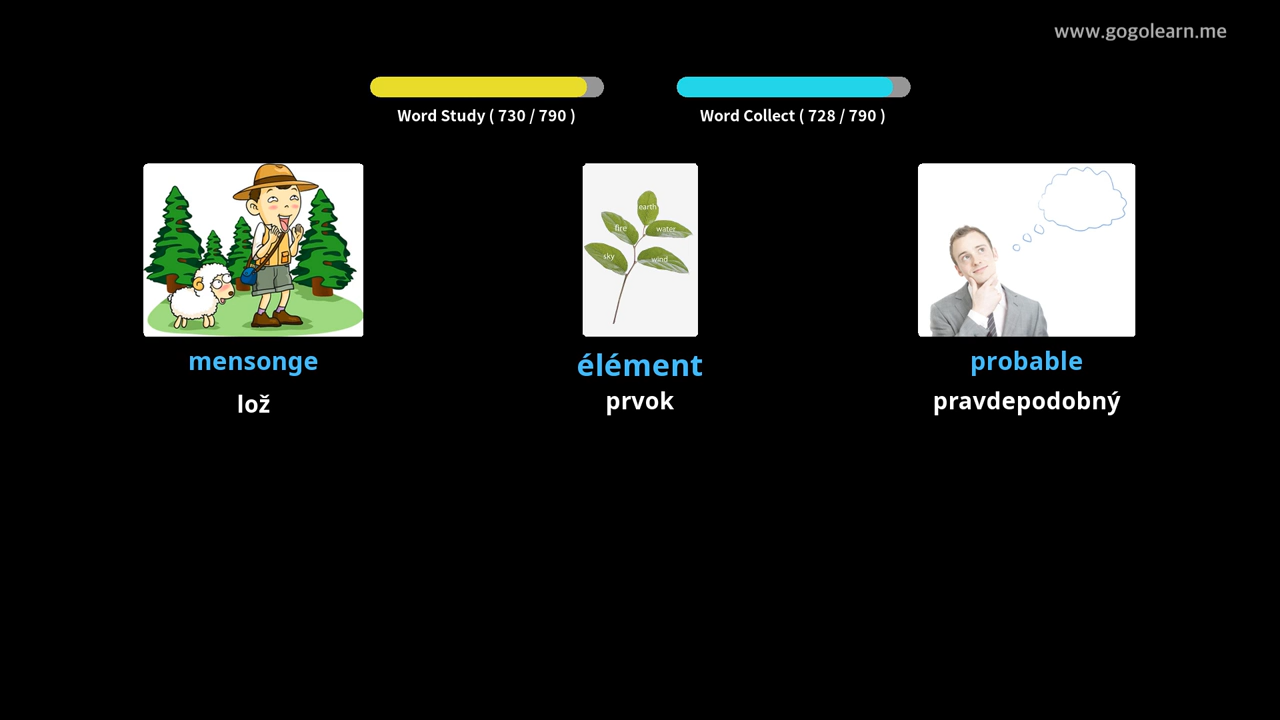 www.gogolearn.me
Word Study ( 730 / 790 )
Word Collect ( 728 / 790 )
earth
fire
water
sky
wind
mensonge
élément
probable
lož
prvok
pravdepodobný